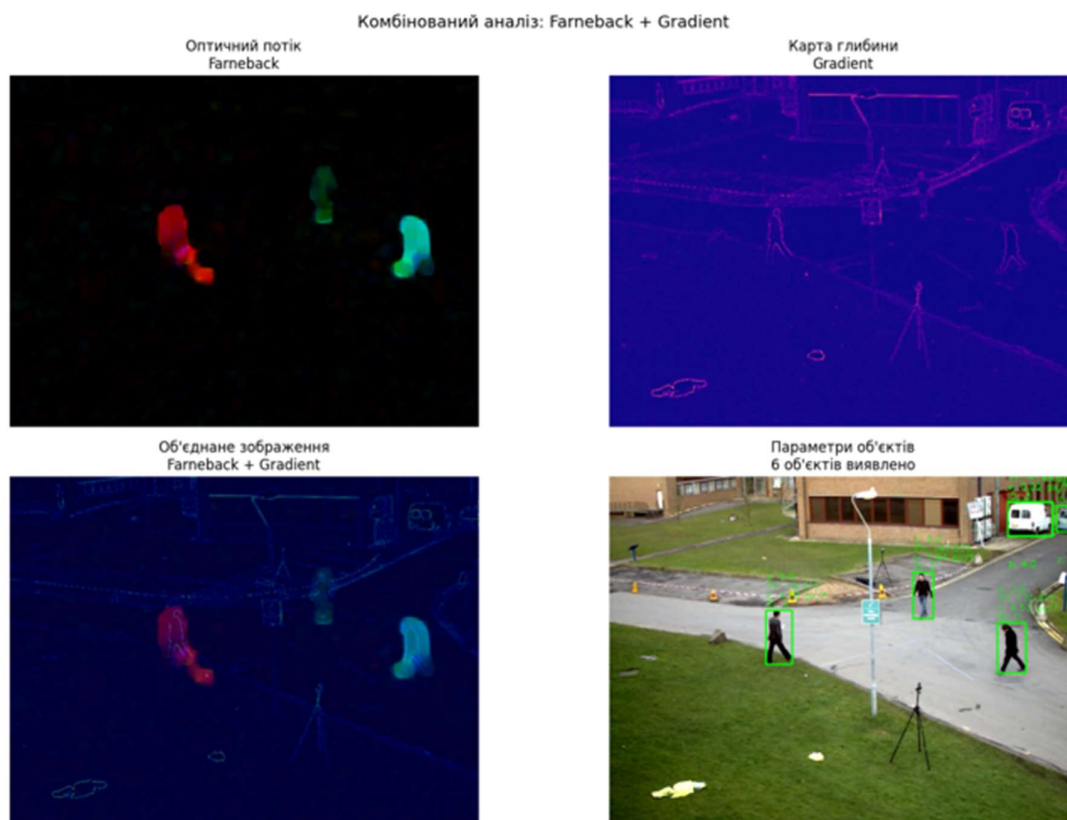 Комбінований аналіз: Farneback + Gradient
Оптичний потік
Farneback
Карта глибини
Gradient
Об'єднане зображення
Farneback + Gradient
Параметри об'єктів
6 об'єктів виявлено